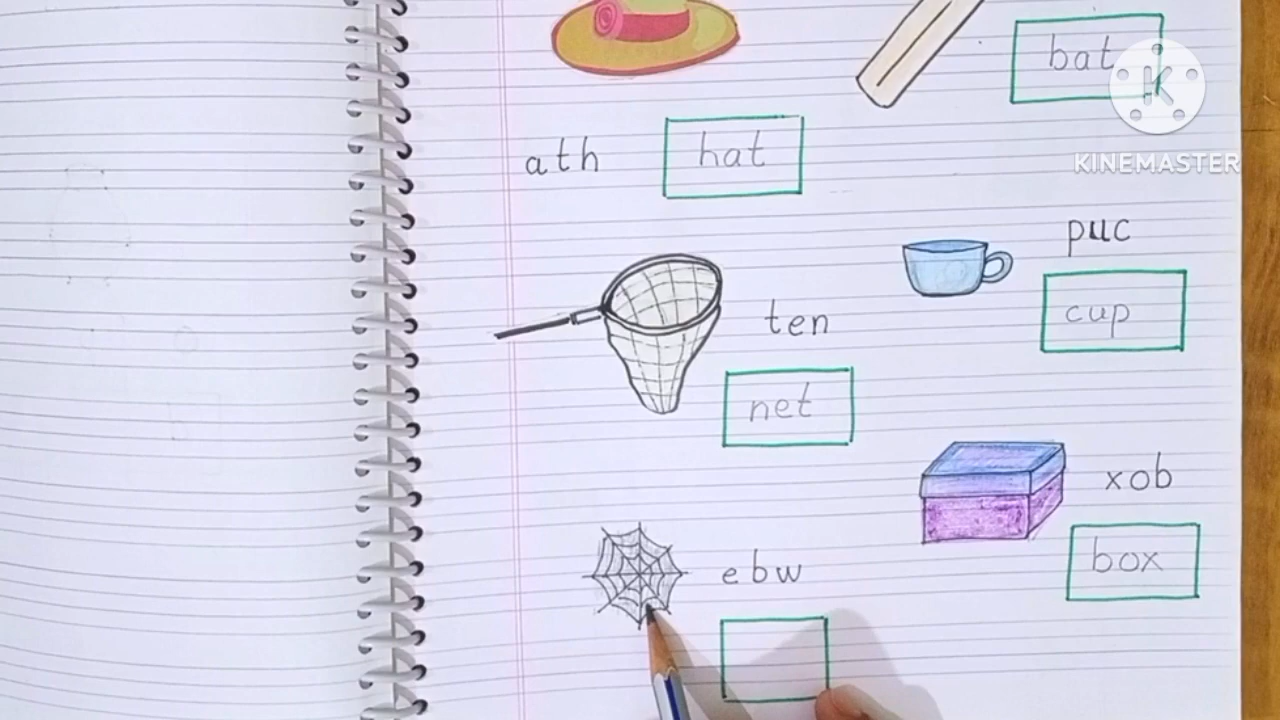 bat
KINEMASTER
ath
hat
puc
cup
ten
net
xob
box
ebw